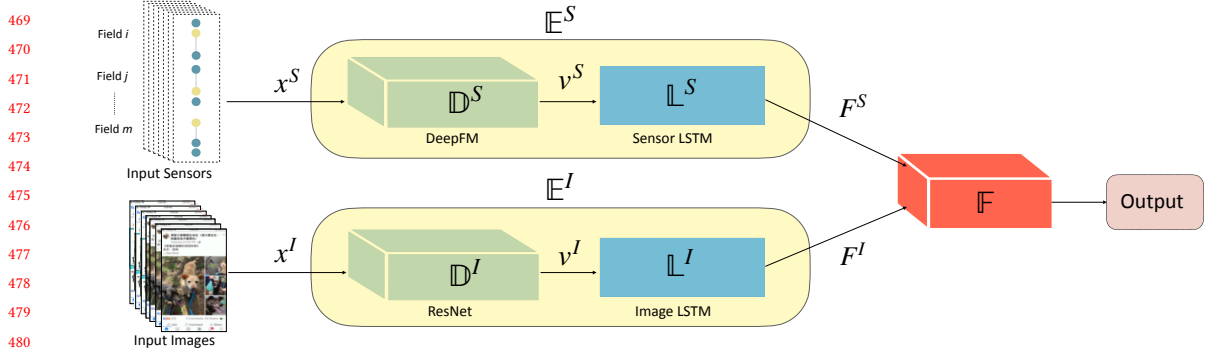 469
470
471
472
473
474
475
476
477
478
479
480
Field i
Field j
Field m
Input Sensors
x^S
𝔼^S
𝔻^S
DeepFM
v^S
𝕃^S
Sensor LSTM
F^S
Input Images
x^I
𝔼^I
𝔻^I
ResNet
v^I
𝕃^I
Image LSTM
F^I
𝔽
Output